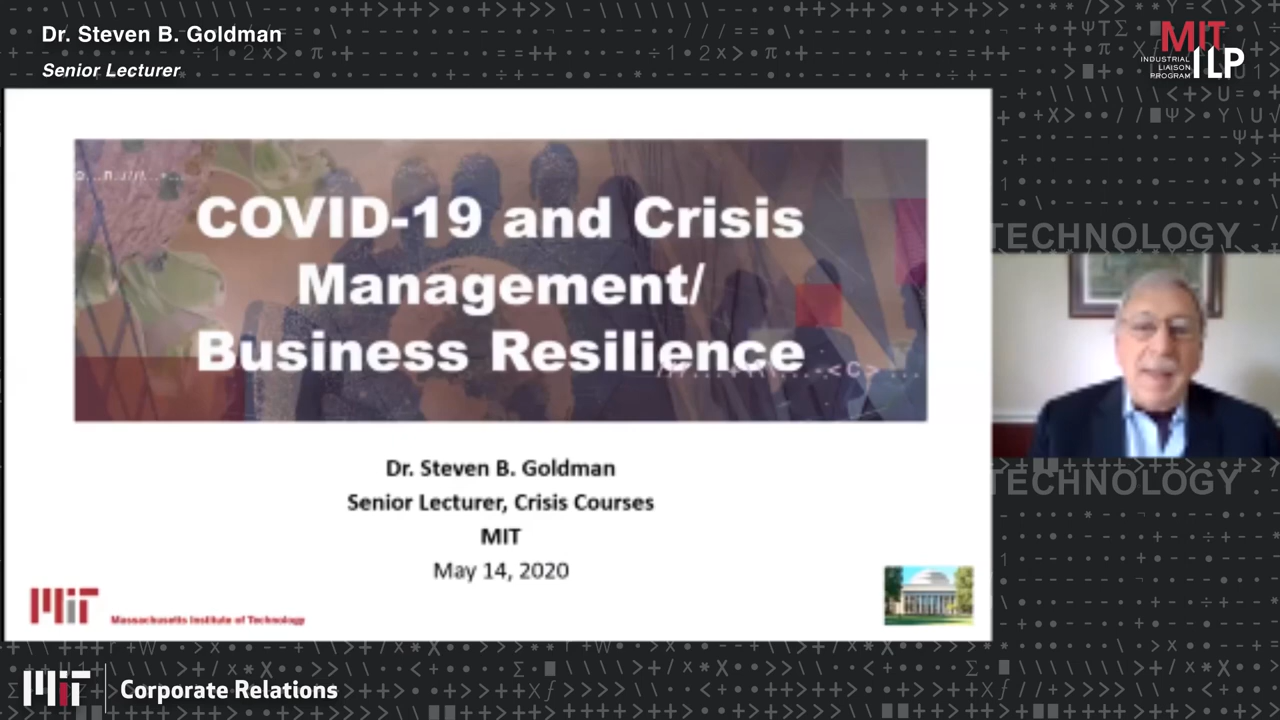 Dr. Steven B. Goldman
Senior Lecturer
MIT
INDUSTRIAL
LIAISON
PROGRAM
ILP
COVID-19 and Crisis
Management/
Business Resilience
TECHNOLOGY
TECHNOLOGY
Dr. Steven B. Goldman
Senior Lecturer, Crisis Courses
MIT
May 14, 2020
MIT
Massachusetts Institute of Technology
MIT
Corporate Relations